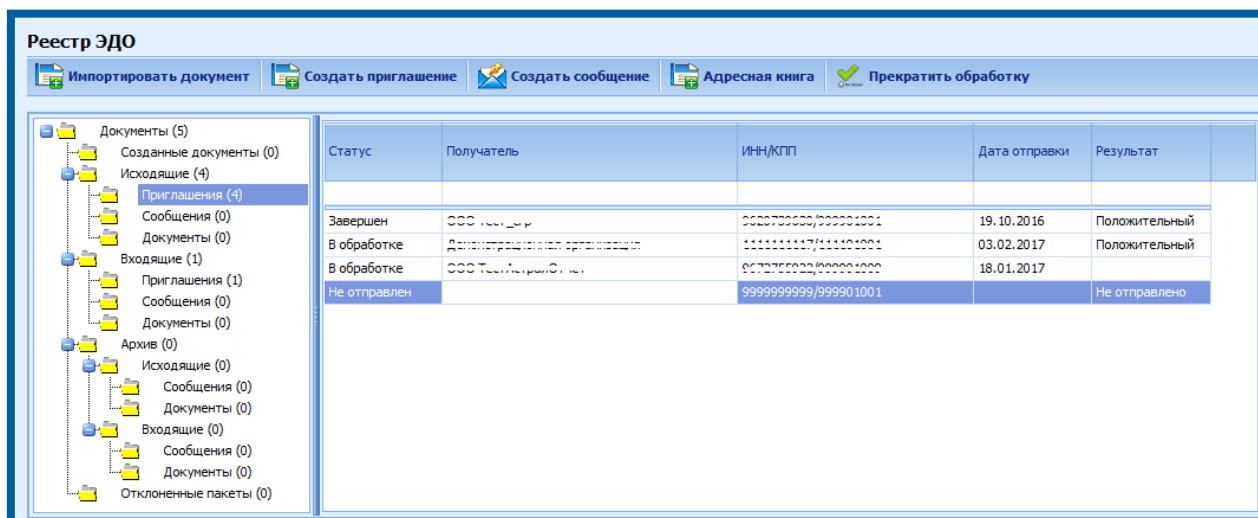 Реестр ЭДО
Импортировать документ Создать приглашение Создать сообщение Адресная книга Прекратить обработку
Документы (5)
Созданные документы (0)
Исходящие (4)
Приглашения (4)
Сообщения (0)
Документы (0)
Входящие (1)
Приглашения (1)
Сообщения (0)
Документы (0)
Архив (0)
Исходящие (0)
Сообщения (0)
Документы (0)
Входящие (0)
Сообщения (0)
Документы (0)
Отклоненные пакеты (0)
Статус Получатель ИНН/КПП Дата отправки Результат
Завершен 19.10.2016 Положительный
В обработке 03.02.2017 Положительный
В обработке 18.01.2017
Не отправлен 9999999999/999901001 Не отправлено